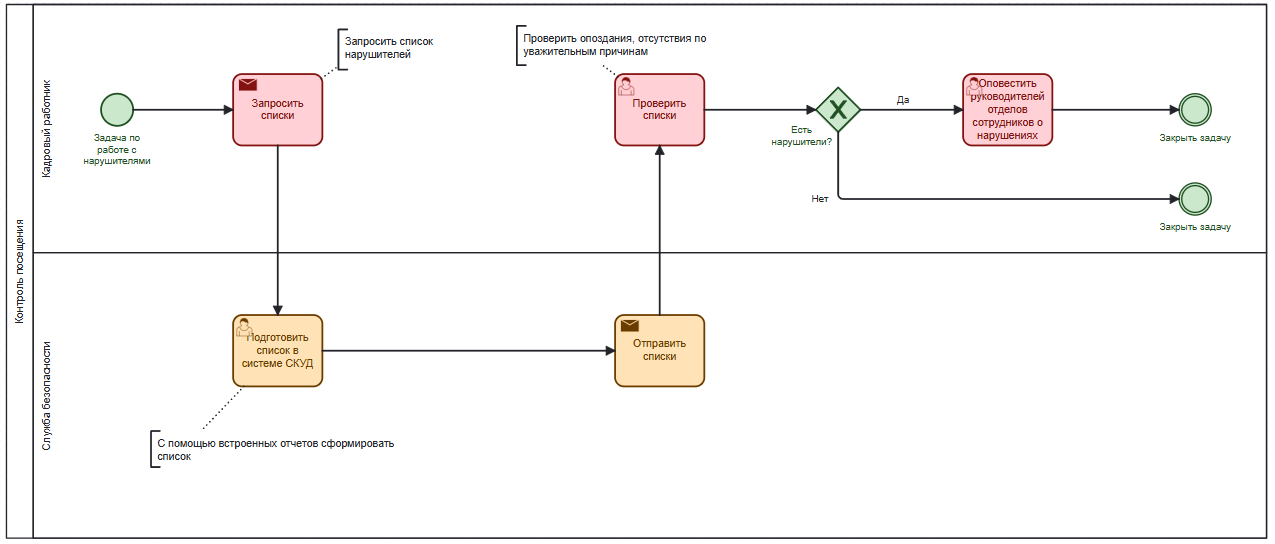 Контроль посещения
Кадровый работник
Задача по
работе с
нарушителями
Запросить
списки
Запросить список
нарушителей
Проверить опоздания, отсутствия по
уважительным причинам
Проверить
списки
Есть
нарушители?
Да
Нет
Оповестить
руководителей
отделов
сотрудников о
нарушениях
Закрыть задачу
Закрыть задачу
Служба безопасности
Подготовить
список в
системе СКУД
С помощью встроенных отчетов сформировать
список
Отправить
списки